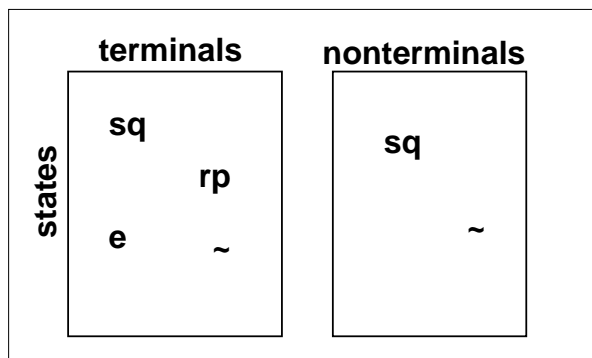 terminals
nonterminals
states
sq
rp
e
~
sq
~